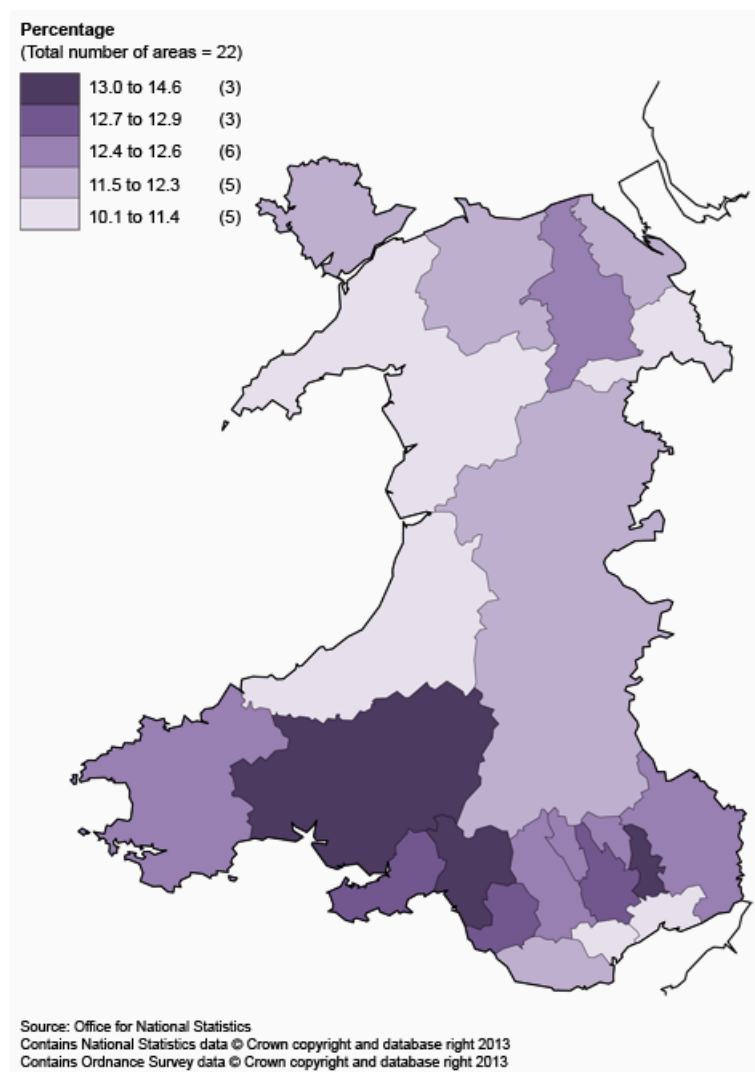 Percentage
(Total number of areas = 22)
13.0 to 14.6 (3)
12.7 to 12.9 (3)
12.4 to 12.6 (6)
11.5 to 12.3 (5)
10.1 to 11.4 (5)
Source: Office for National Statistics
Contains National Statistics data © Crown copyright and database right 2013
Contains Ordnance Survey data © Crown copyright and database right 2013